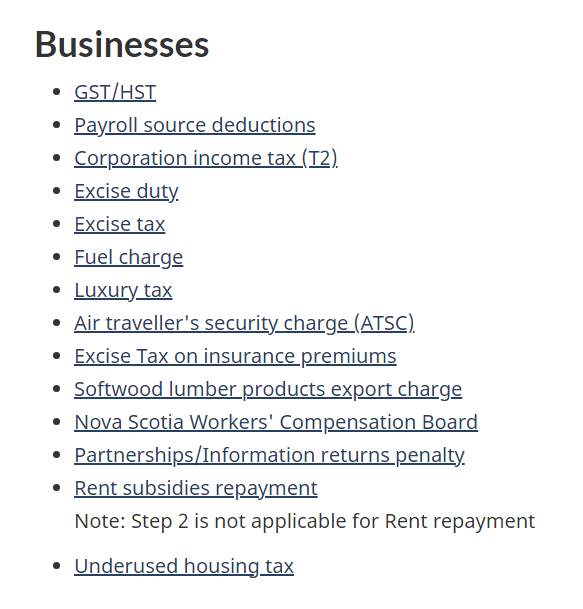 Businesses
GST/HST
Payroll source deductions
Corporation income tax (T2)
Excise duty
Excise tax
Fuel charge
Luxury tax
Air traveller's security charge (ATSC)
Excise Tax on insurance premiums
Softwood lumber products export charge
Nova Scotia Workers' Compensation Board
Partnerships/Information returns penalty
Rent subsidies repayment
Note: Step 2 is not applicable for Rent repayment
Underused housing tax